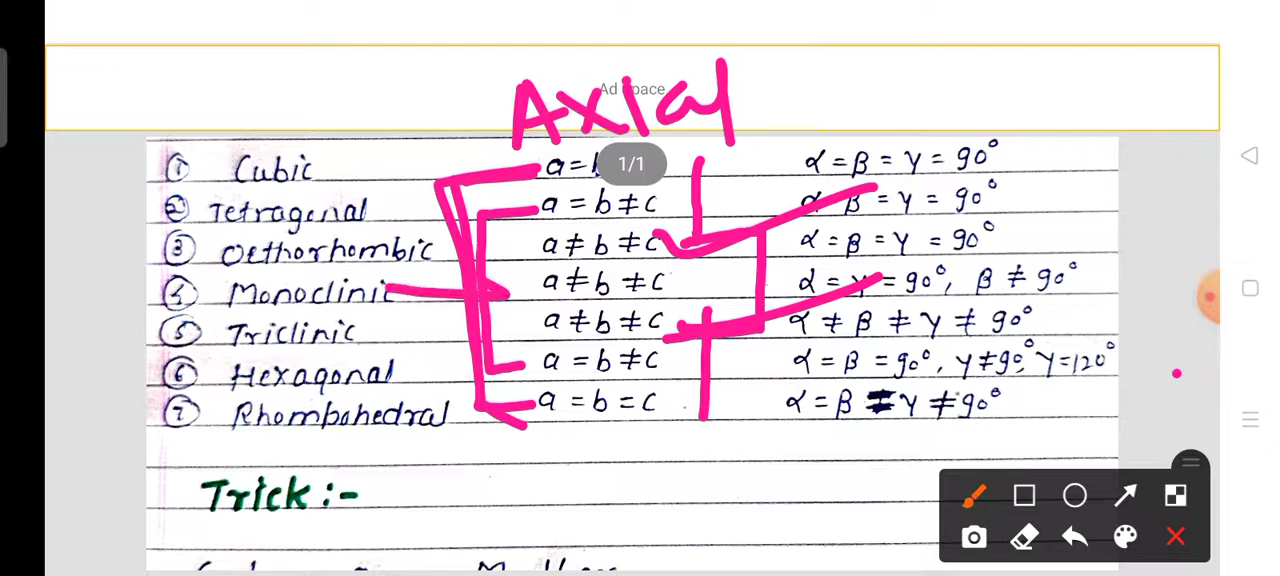 Ad Space
Axial
1/1
① Cubic a = α = β = γ = 90°
② Tetragonal a = b ≠ c α β = γ = 90°
③ Orthorhombic a ≠ b ≠ c α = β = γ = 90°
④ Monoclinic a ≠ b ≠ c α = γ = 90°, β ≠ 90°
⑤ Triclinic a ≠ b ≠ c α ≠ β ≠ γ ≠ 90°
⑥ Hexagonal a = b ≠ c α = β = 90°, γ ≠ 90° γ = 120°
⑦ Rhombohedral a = b = c α = β = γ ≠ 90°
Trick :-